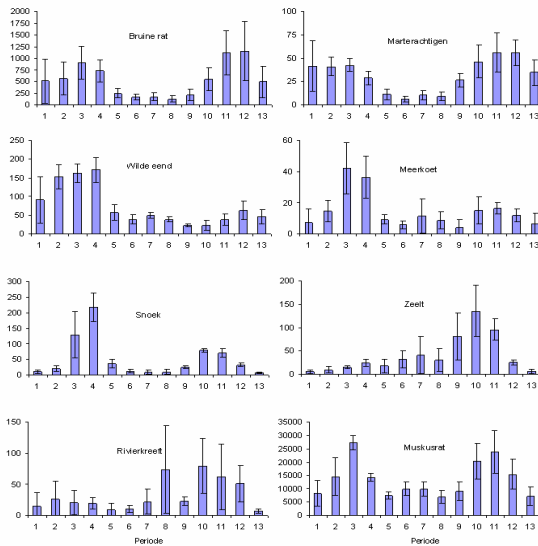 Bruine rat
2000
1750
1500
1250
1000
750
500
250
0
1 2 3 4 5 6 7 8 9 10 11 12 13
Marterachtigen
100
75
50
25
0
1 2 3 4 5 6 7 8 9 10 11 12 13
Wilde eend
250
200
150
100
50
0
1 2 3 4 5 6 7 8 9 10 11 12 13
Meerkoet
60
40
20
0
1 2 3 4 5 6 7 8 9 10 11 12 13
Snoek
300
250
200
150
100
50
0
1 2 3 4 5 6 7 8 9 10 11 12 13
Zeelt
200
150
100
50
0
1 2 3 4 5 6 7 8 9 10 11 12 13
Rivierkreeft
150
100
50
0
1 2 3 4 5 6 7 8 9 10 11 12 13
Periode
Muskusrat
35000
30000
25000
20000
15000
10000
5000
0
1 2 3 4 5 6 7 8 9 10 11 12 13
Periode